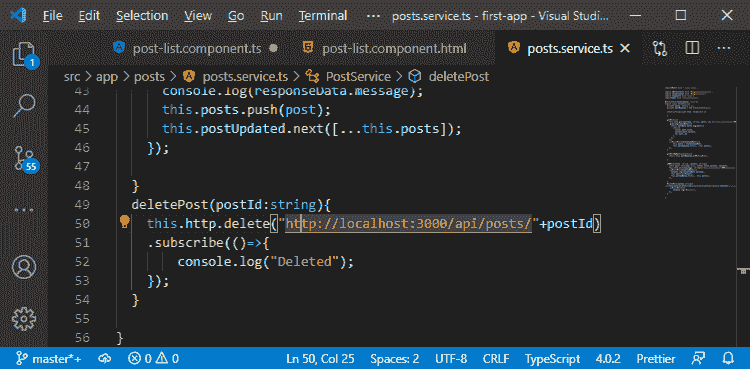 File Edit Selection View Go Run Terminal ··· posts.service.ts - first-app - Visual Studi...
post-list.component.ts post-list.component.html posts.service.ts
src > app > posts > posts.service.ts > PostService > deletePost
43 console.log(responseData.message);
44 this.posts.push(post);
45 this.postUpdated.next([...this.posts]);
46 });
47
48 }
49 deletePost(postId:string){
50 this.http.delete("http://localhost:3000/api/posts/"+postId)
51 .subscribe(()=>{
52 console.log("Deleted");
53 });
54 }
55
56 }
1
55
master*+ 0 0 Ln 50, Col 25 Spaces: 2 UTF-8 CRLF TypeScript 4.0.2 Prettier